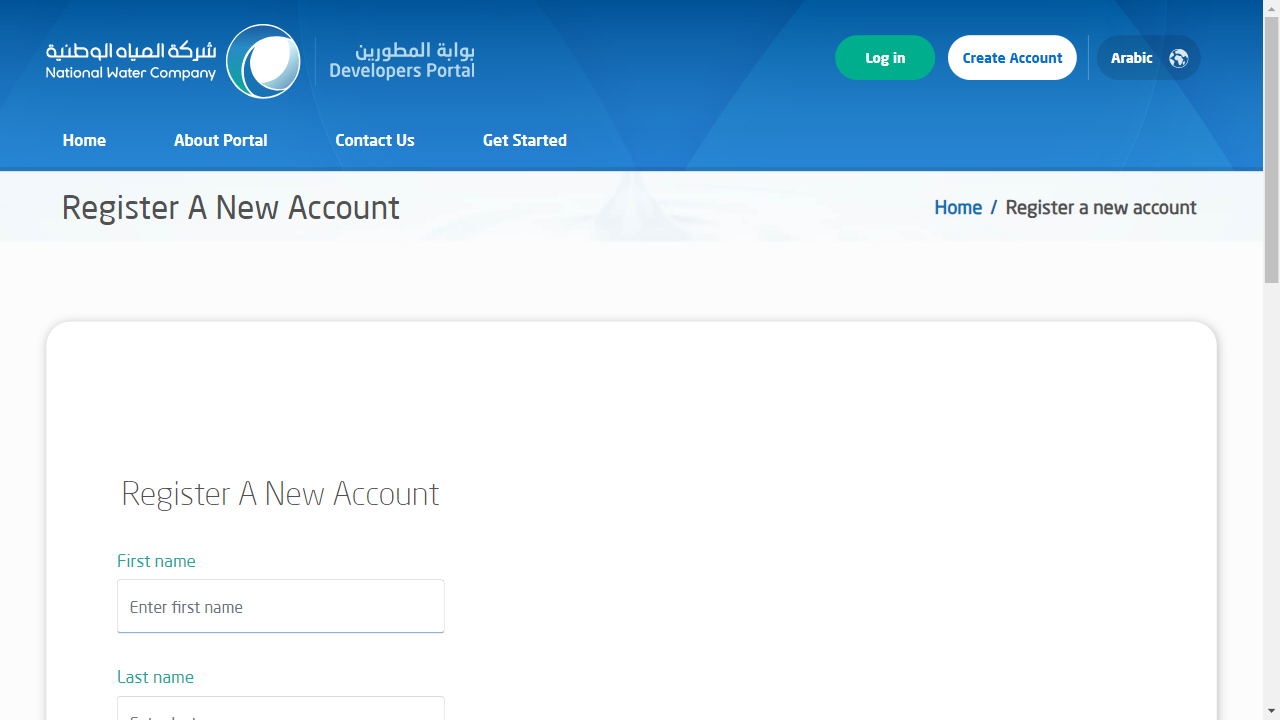 شركة المياه الوطنية
National Water Company
بوابة المطورين
Developers Portal
Log in
Create Account
Arabic
Home
About Portal
Contact Us
Get Started
Register A New Account
Home / Register a new account
Register A New Account
First name
Enter first name
Last name